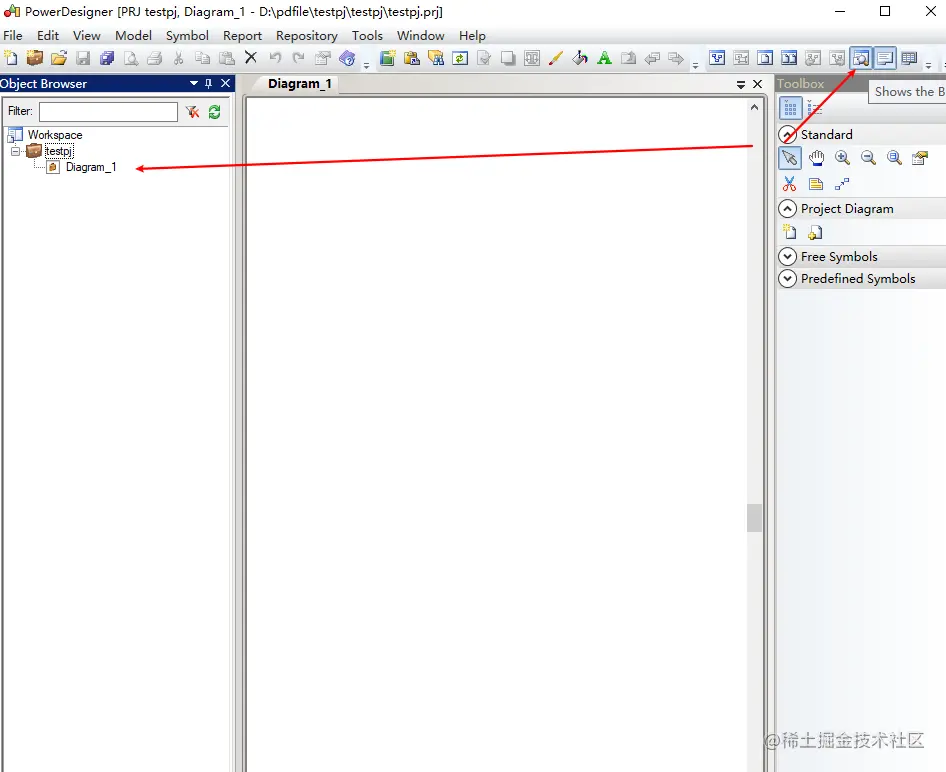 PowerDesigner [PRJ testpj, Diagram_1 - D:\pdfile\testpj\testpj\testpj.prj]
File Edit View Model Symbol Report Repository Tools Window Help
Object Browser
Diagram_1
Toolbox
Shows the B
Filter:
Workspace
testpj
Diagram_1
Standard
Project Diagram
Free Symbols
Predefined Symbols
@稀土掘金技术社区